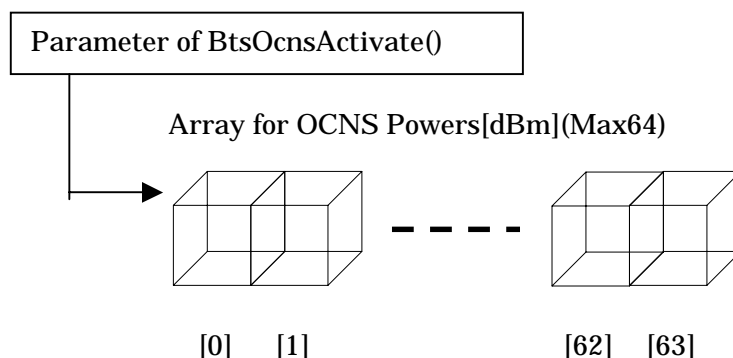 Parameter of BtsOcnsActivate()
Array for OCNS Powers[dBm](Max64)
[0] [1] [62] [63]